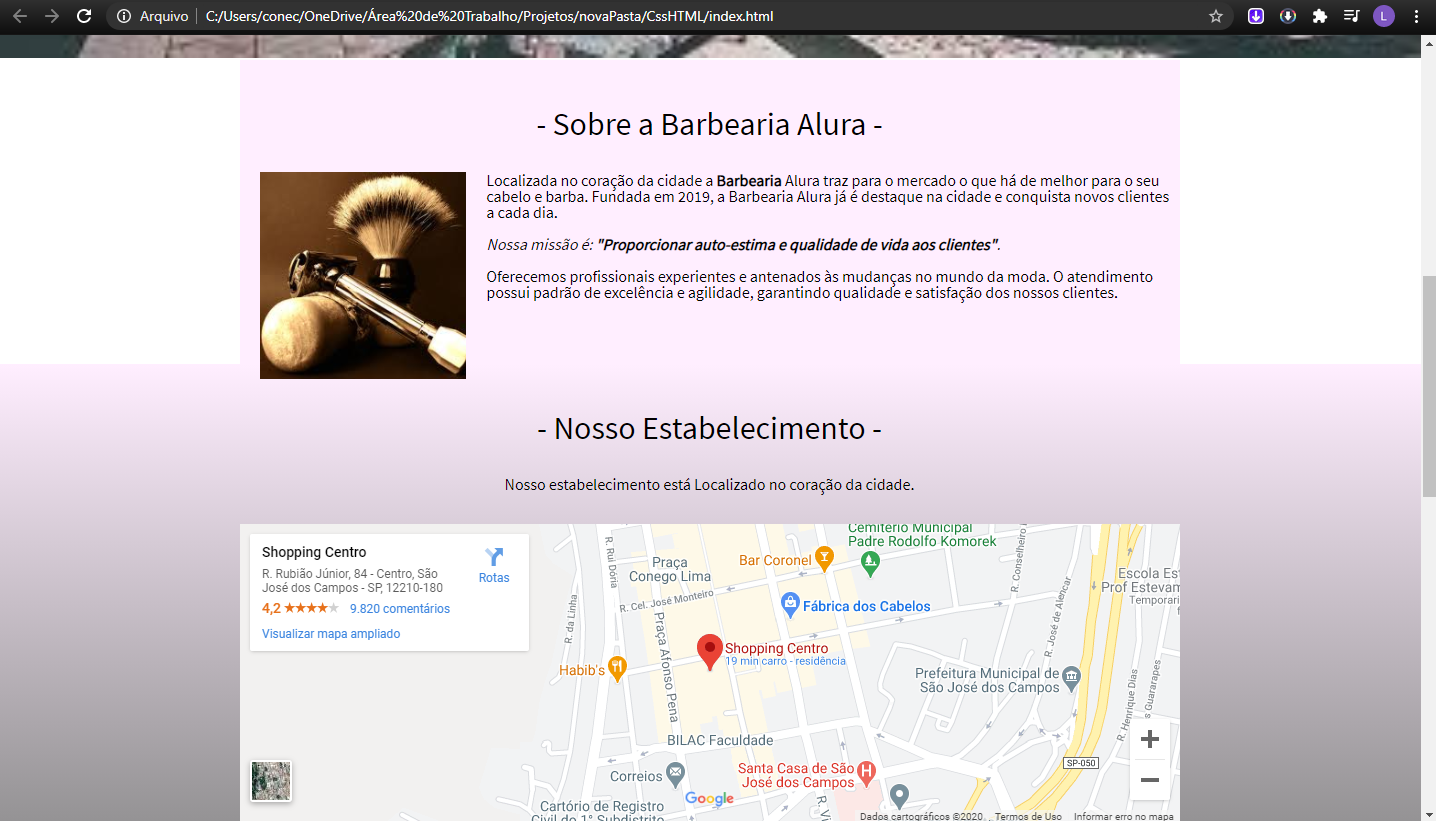 Arquivo | C:/Users/conec/OneDrive/Área%20de%20Trabalho/Projetos/novaPasta/CssHTML/index.html
L
- Sobre a Barbearia Alura -
Localizada no coração da cidade a Barbearia Alura traz para o mercado o que há de melhor para o seu
cabelo e barba. Fundada em 2019, a Barbearia Alura já é destaque na cidade e conquista novos clientes
a cada dia.
Nossa missão é: "Proporcionar auto-estima e qualidade de vida aos clientes".
Oferecemos profissionais experientes e antenados às mudanças no mundo da moda. O atendimento
possui padrão de excelência e agilidade, garantindo qualidade e satisfação dos nossos clientes.
- Nosso Estabelecimento -
Nosso estabelecimento está Localizado no coração da cidade.
Shopping Centro
R. Rubião Júnior, 84 - Centro, São
José dos Campos - SP, 12210-180
4,2 ★★★★★ 9.820 comentários
Visualizar mapa ampliado
Rotas
Cemitério Municipal
Padre Rodolfo Komorek
Bar Coronel
Praça
Conego Lima
R. Rui Dória
R. Conselheiro
Escola Est
Prof Estevam
Temporari
R. Cel. José Monteiro
Fábrica dos Cabelos
R. da Linha
Praça Afonso Pena
R. José de Alencar
Shopping Centro
19 min carro - residência
Habib's
Prefeitura Municipal de
São José dos Campos
R. Henrique Dias
s Guararapes
BILAC Faculdade
SP-050
Correios
Santa Casa de São
José dos Campos
H
Google
R. V
Cartório de Registro
Civil do 1° Subdistrito
Dados cartográficos ©2020
Termos de Uso
Informar erro no mapa